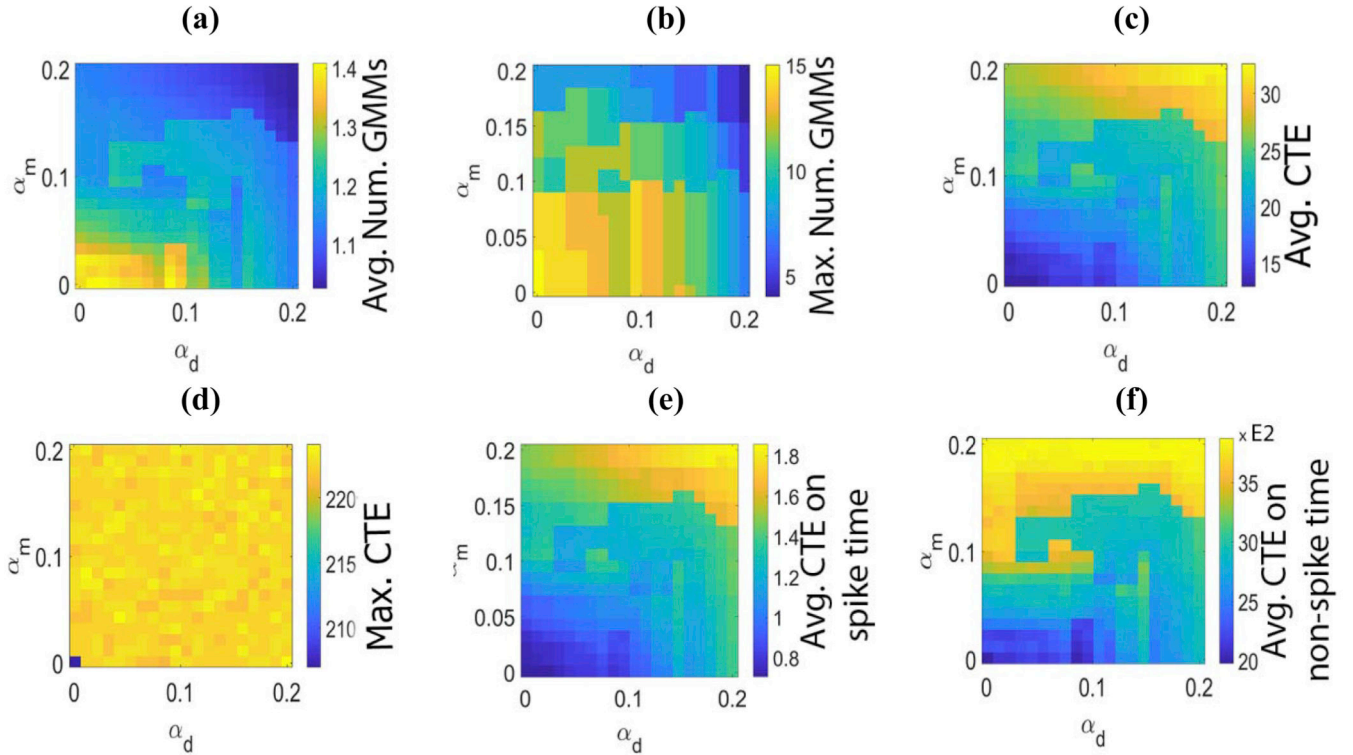 (a)
0.2
0.1
0
α_m
0
0.1
0.2
α_d
1.4
1.3
1.2
1.1
Avg. Num. GMMs
(b)
0.2
0.15
0.1
0.05
0
α_m
0
0.1
0.2
α_d
15
10
5
Max. Num. GMMs
(c)
0.2
0.1
0
α_m
0
0.1
0.2
α_d
30
25
20
15
Avg. CTE
(d)
0.2
0.1
0
α_m
0
0.1
0.2
α_d
220
215
210
Max. CTE
(e)
0.2
0.15
0.1
0.05
0
0
0.1
0.2
α_d
1.8
1.6
1.4
1.2
1
0.8
Avg. CTE on
spike time
(f)
0.2
0.1
0
α_m
0
0.1
0.2
α_d
x E2
35
30
25
20
Avg. CTE on
non-spike time